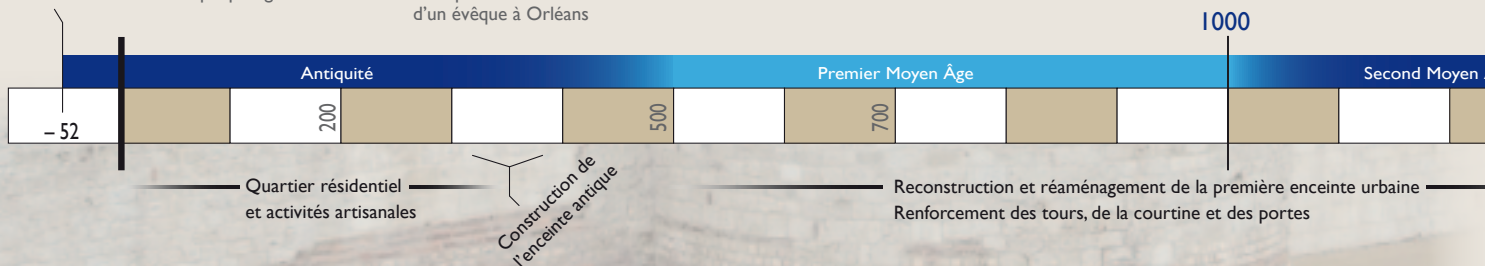 d'un évêque à Orléans
1000
Antiquité
Premier Moyen Âge
Second Moyen
– 52
200
500
700
Quartier résidentiel
et activités artisanales
Construction de
l'enceinte antique
Reconstruction et réaménagement de la première enceinte urbaine
Renforcement des tours, de la courtine et des portes